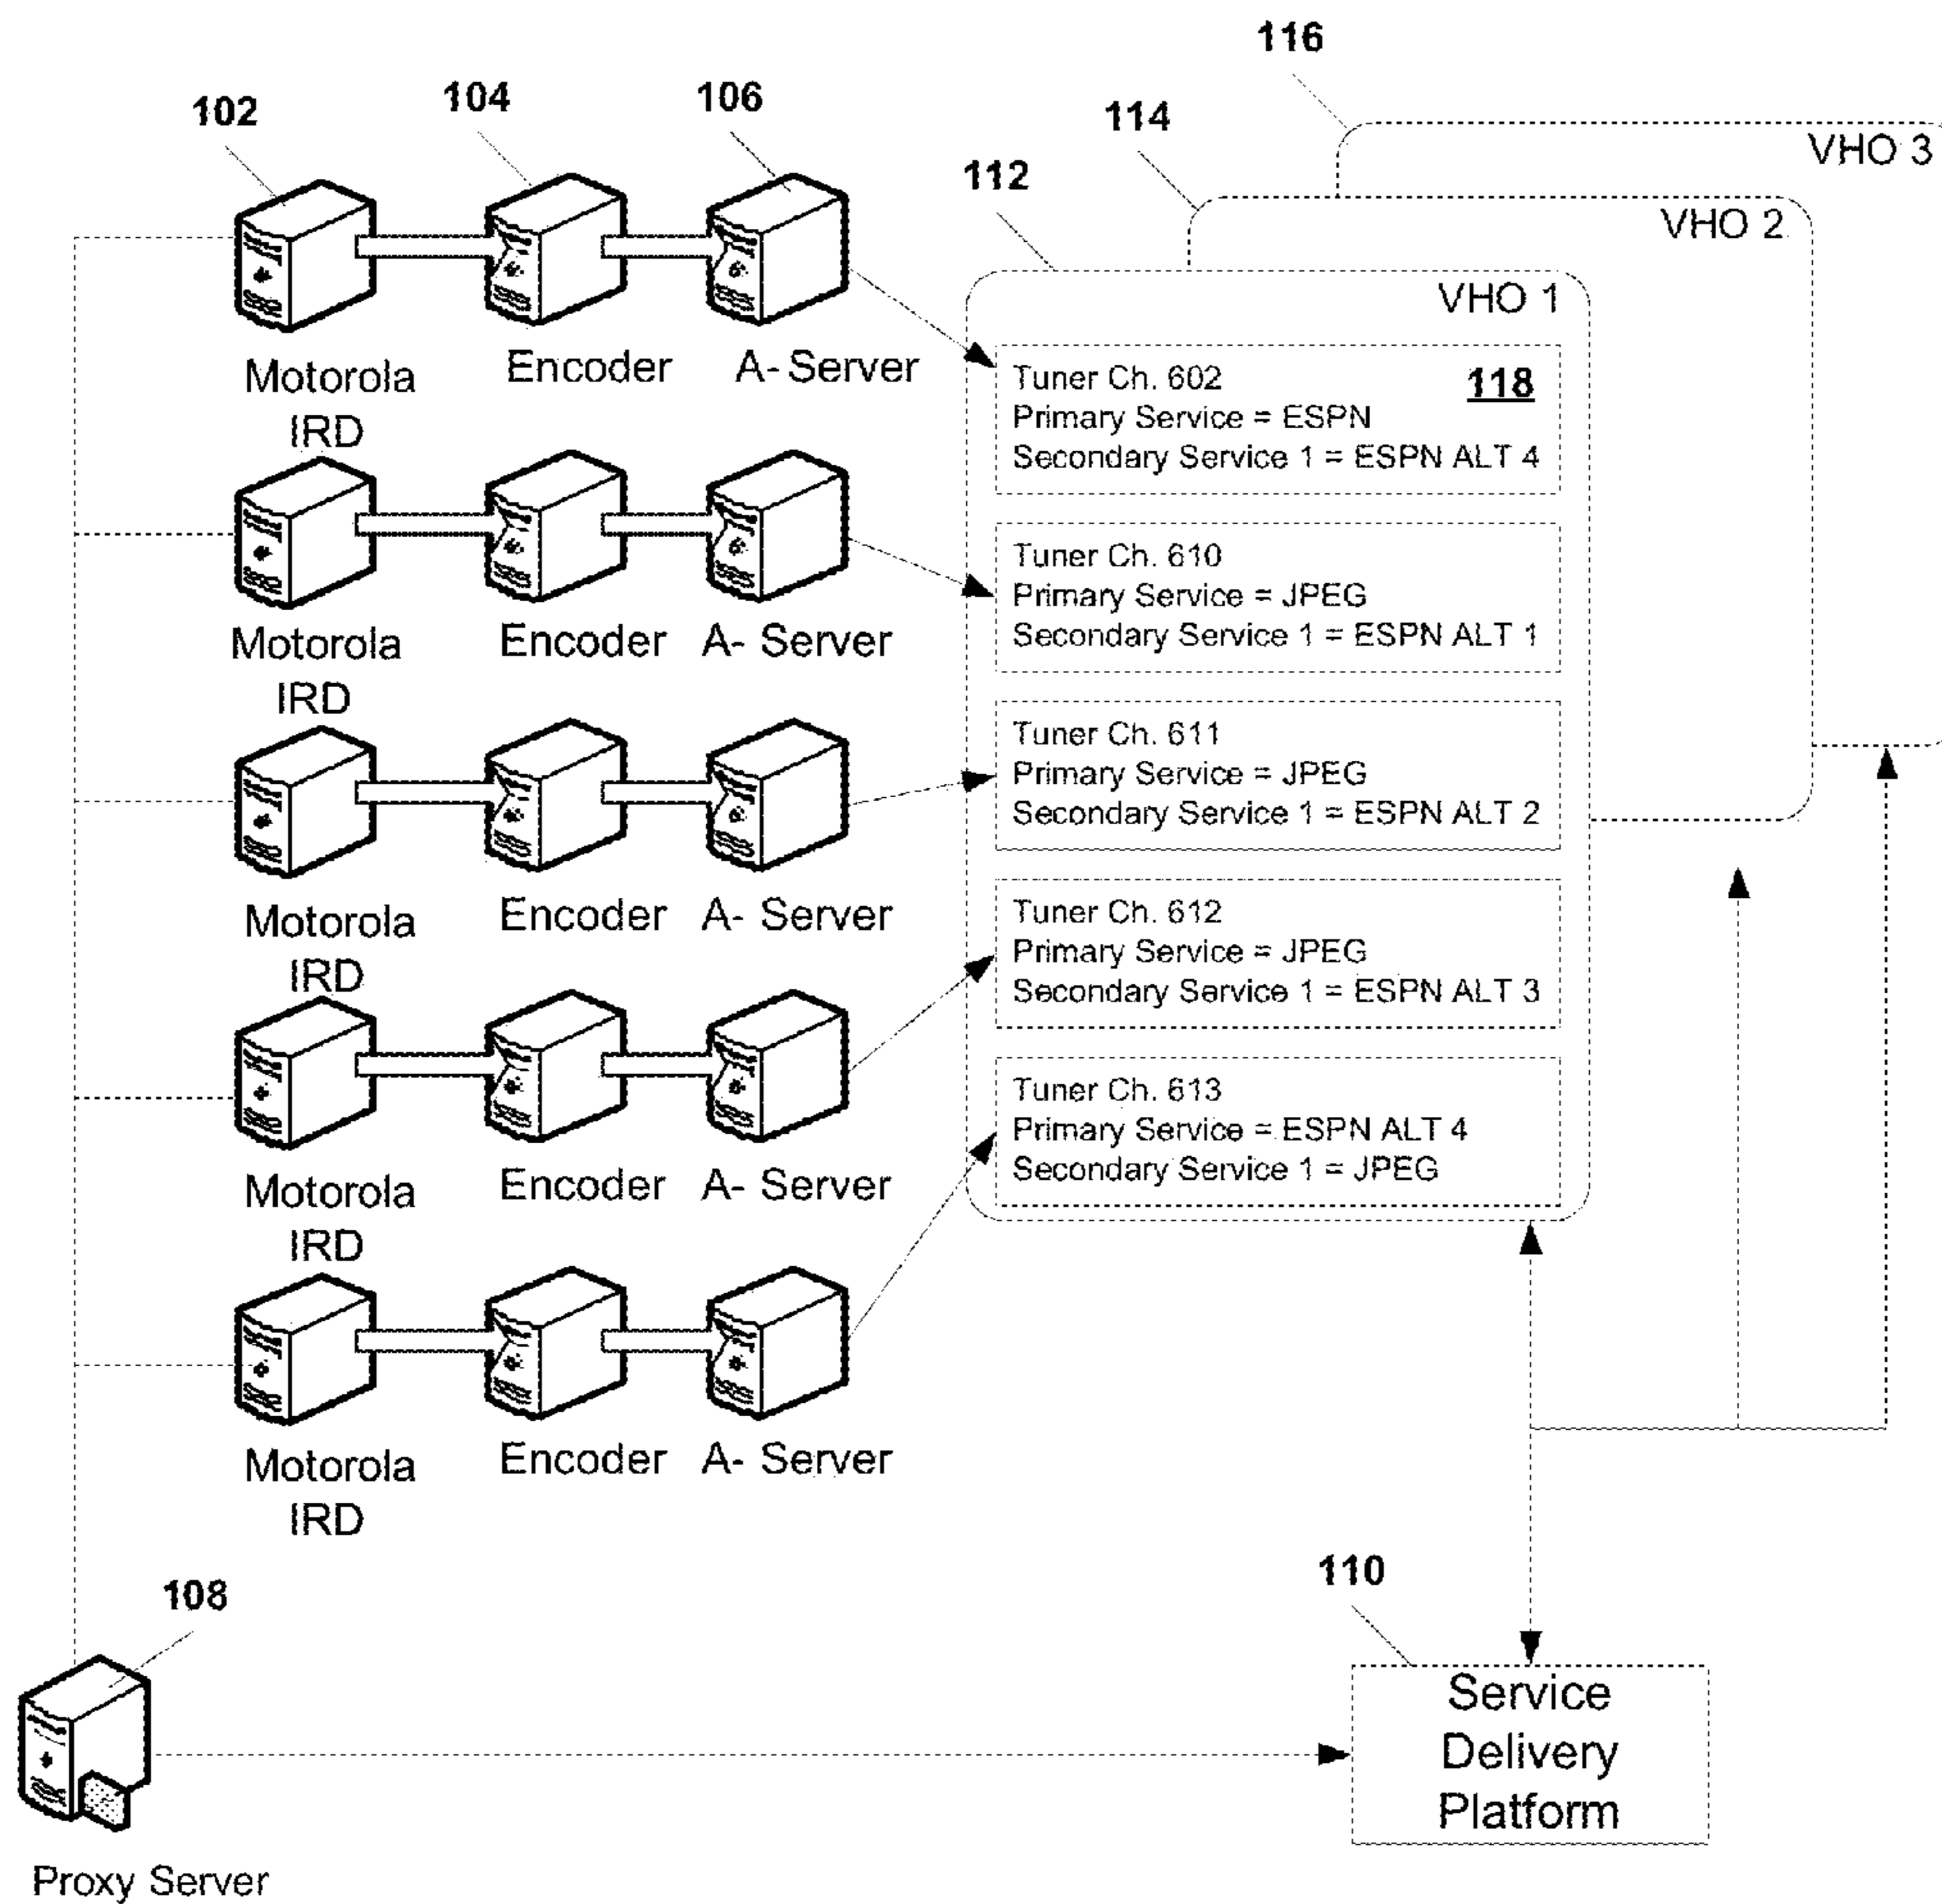 116
102
104
106
114
VHO 3
112
VHO 2
VHO 1
Motorola
IRD
Encoder
A- Server
Tuner Ch. 602
118
Primary Service = ESPN
Secondary Service 1 = ESPN ALT 4
Motorola
IRD
Encoder
A- Server
Tuner Ch. 610
Primary Service = JPEG
Secondary Service 1 = ESPN ALT 1
Motorola
IRD
Encoder
A- Server
Tuner Ch. 611
Primary Service = JPEG
Secondary Service 1 = ESPN ALT 2
Motorola
IRD
Encoder
A- Server
Tuner Ch. 612
Primary Service = JPEG
Secondary Service 1 = ESPN ALT 3
Motorola
IRD
Encoder
A- Server
Tuner Ch. 613
Primary Service = ESPN ALT 4
Secondary Service 1 = JPEG
108
Proxy Server
110
Service
Delivery
Platform